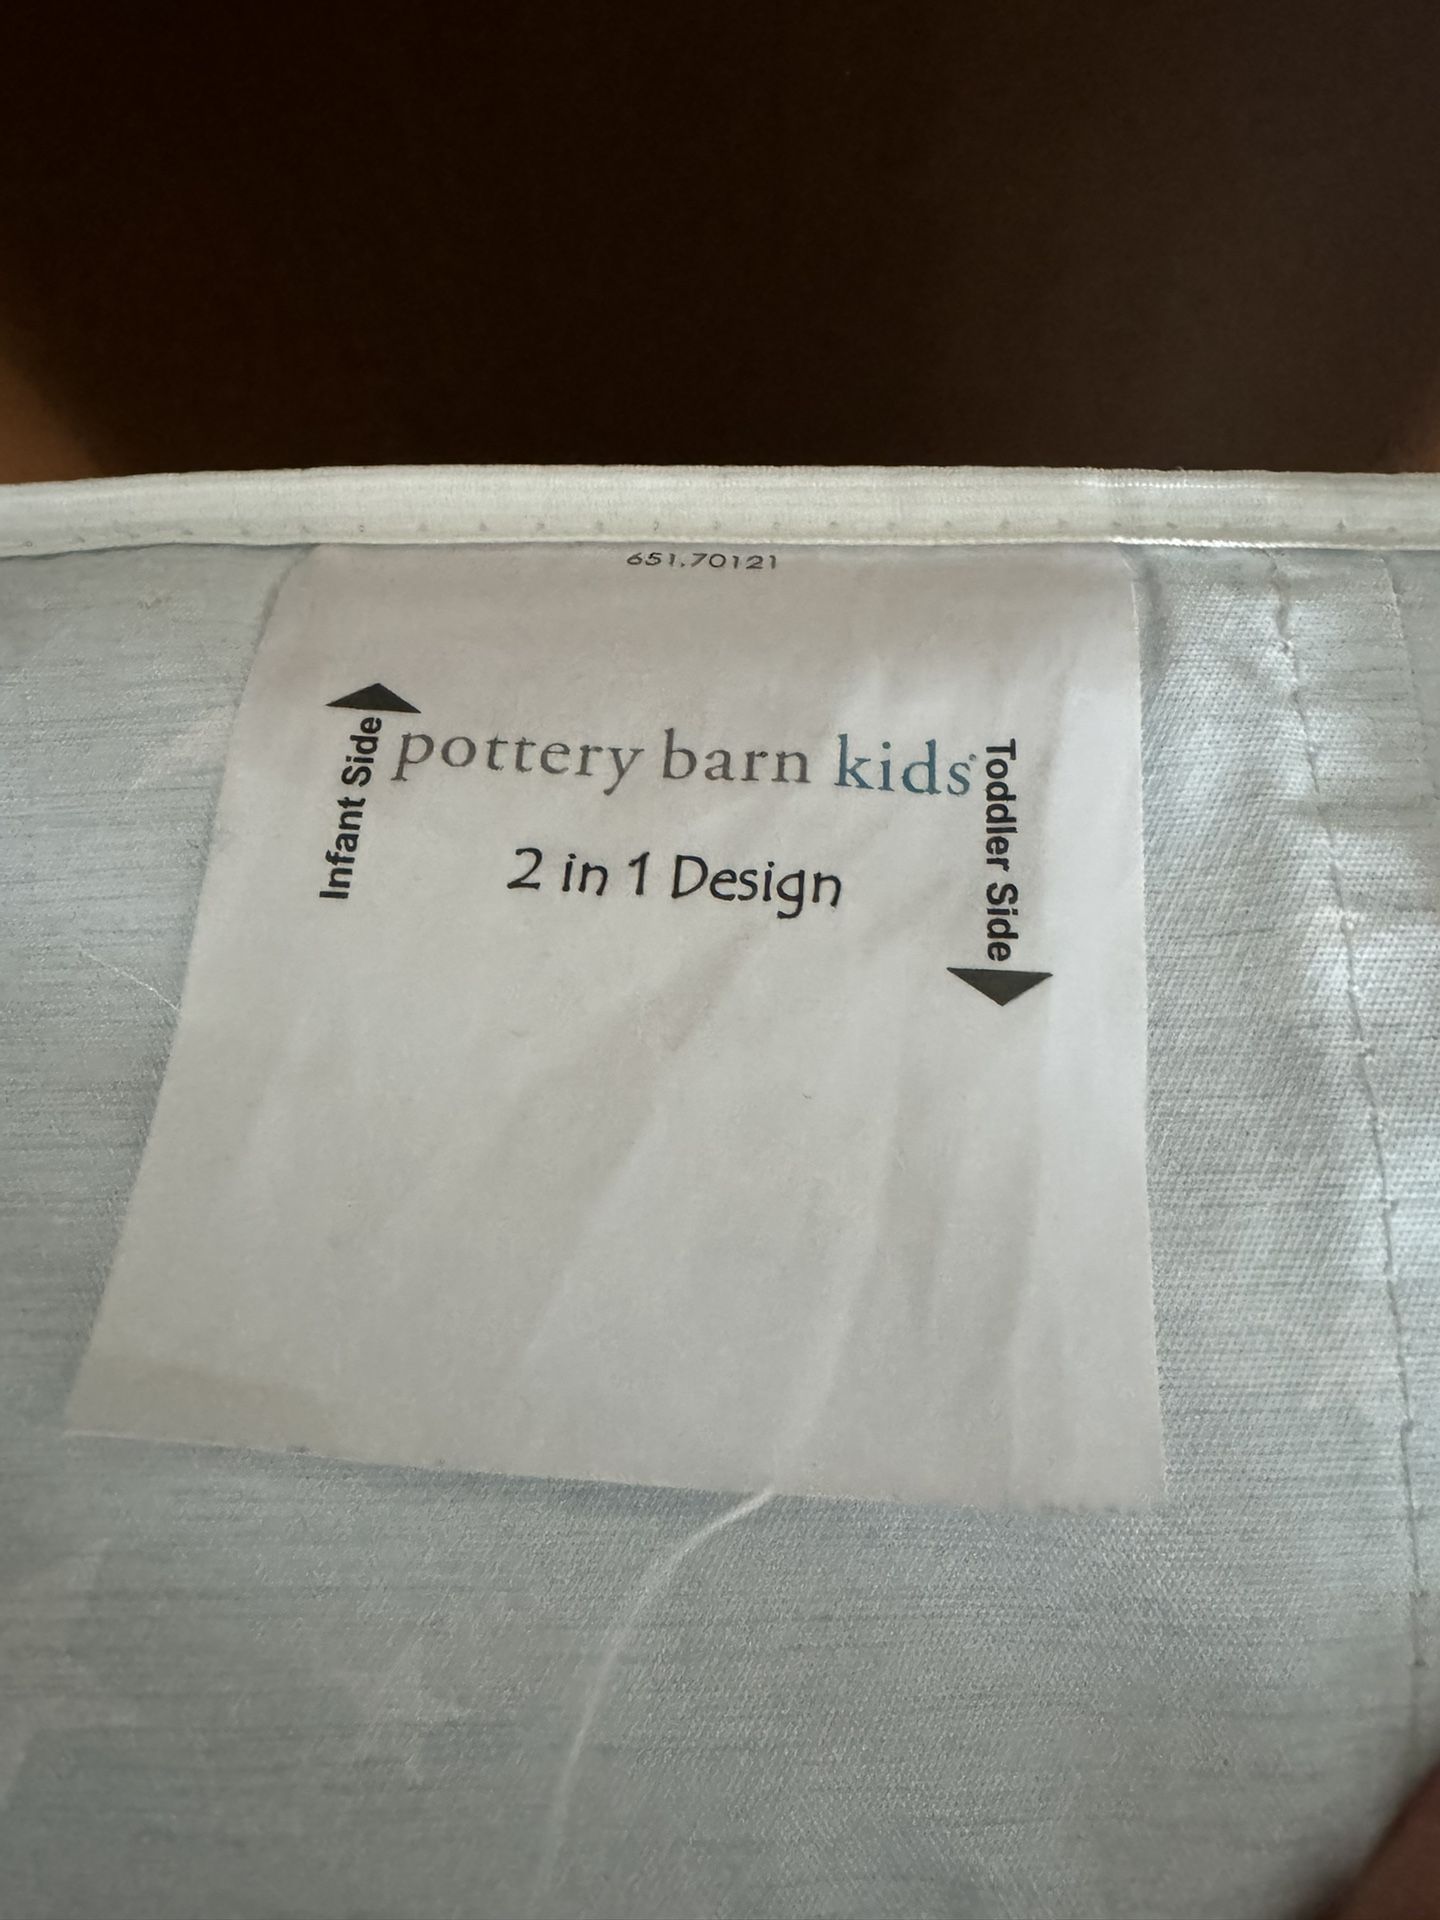 651.70121
Infant Side
pottery barn kids®
2 in 1 Design
Toddler Side